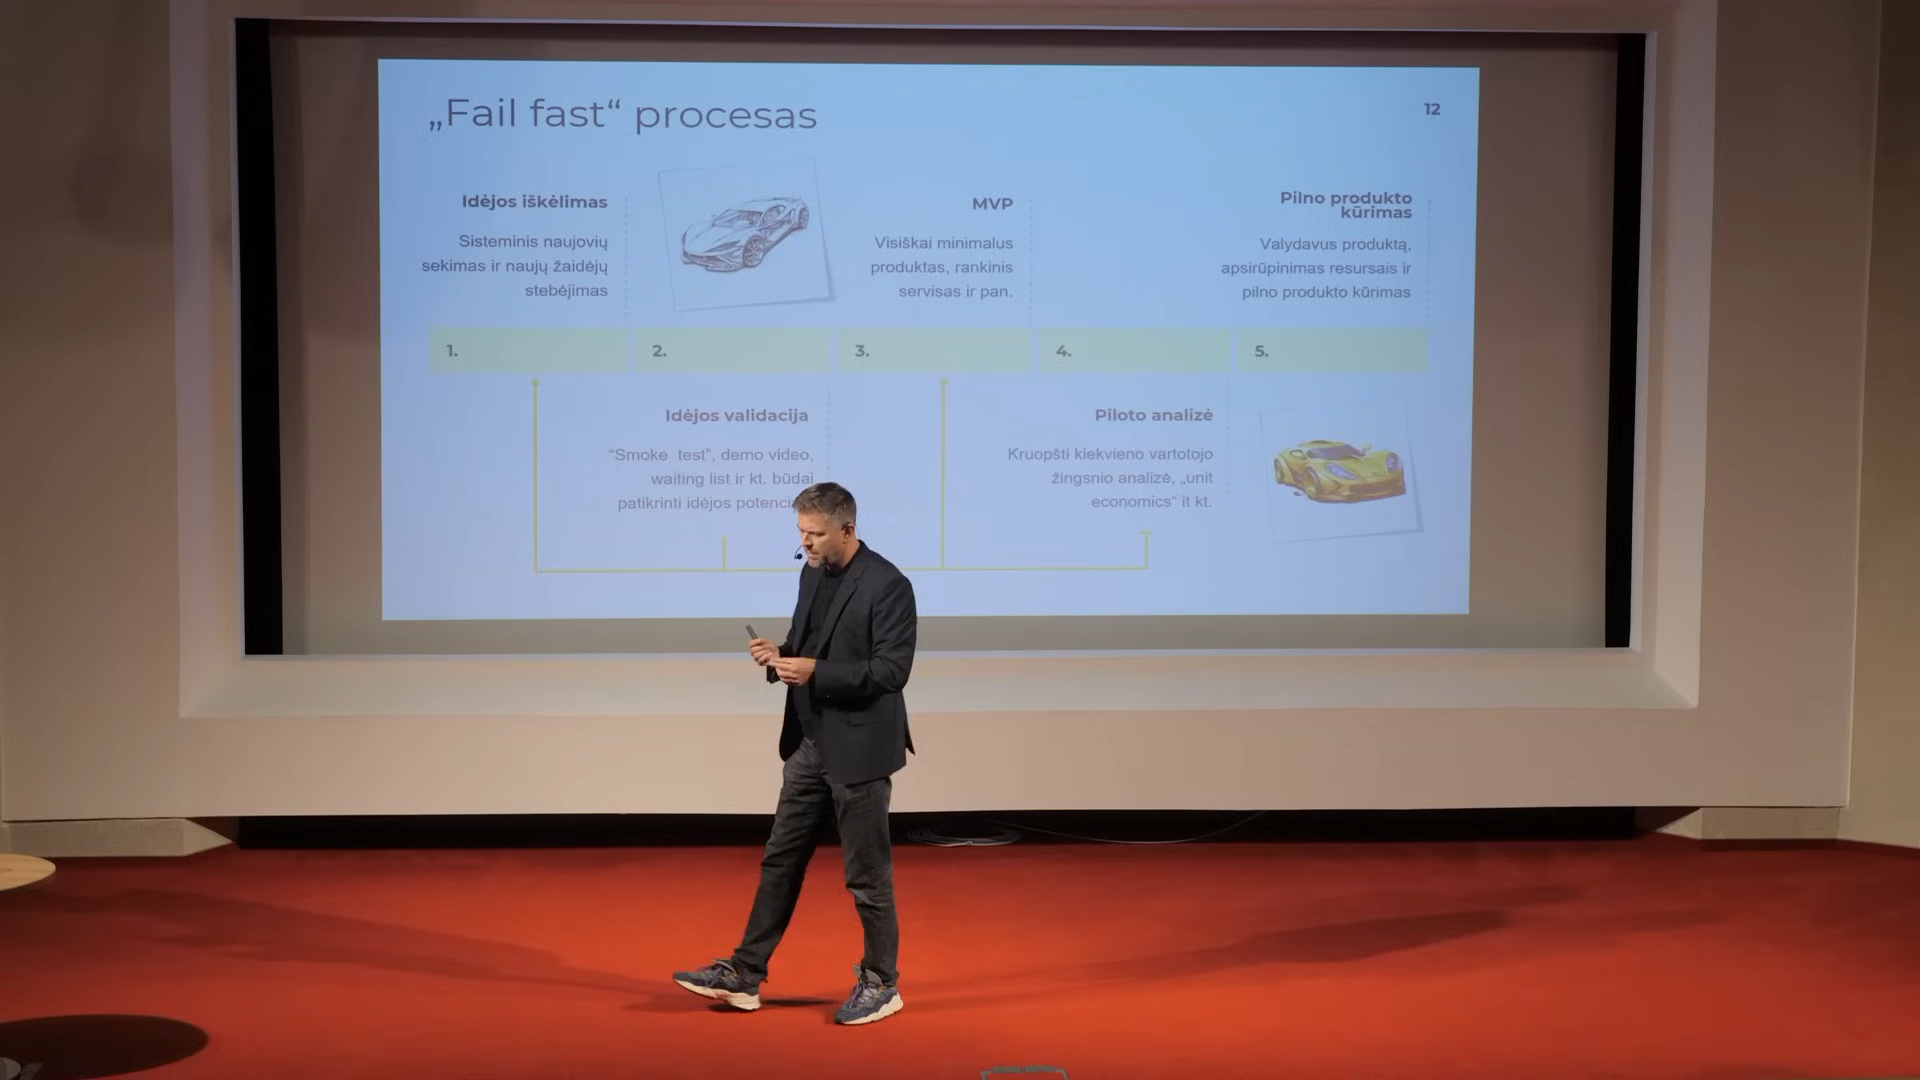 „Fail fast“ procesas
12
Idėjos iškėlimas
Sisteminis naujovių
sekimas ir naujų žaidėjų
stebėjimas
MVP
Visiškai minimalus
produktas, rankinis
servisas ir pan.
Pilno produkto
kūrimas
Valydavus produktą,
apsirūpinimas resursais ir
pilno produkto kūrimas
1.
2.
3.
4.
5.
Idėjos validacija
“Smoke test”, demo video,
waiting list ir kt. būdai
patikrinti idėjos
Piloto analizė
Kruopšti kiekvieno vartotojo
žingsnio analizė, „unit
economics“ it kt.